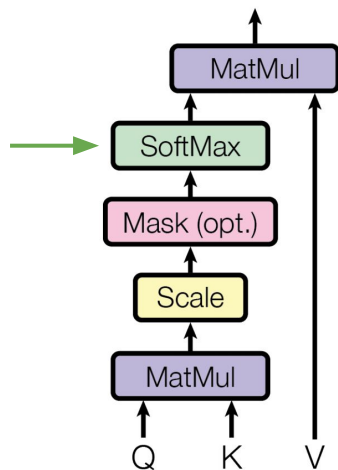 MatMul
SoftMax
Mask (opt.)
Scale
MatMul
Q K V